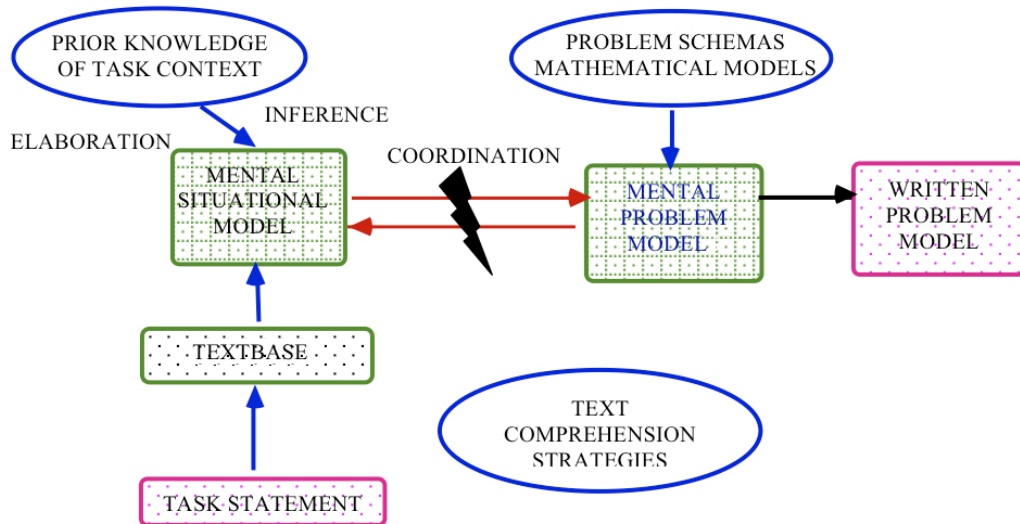 PRIOR KNOWLEDGE
OF TASK CONTEXT
PROBLEM SCHEMAS
MATHEMATICAL MODELS
INFERENCE
ELABORATION
COORDINATION
MENTAL
SITUATIONAL
MODEL
MENTAL
PROBLEM
MODEL
WRITTEN
PROBLEM
MODEL
TEXTBASE
TEXT
COMPREHENSION
STRATEGIES
TASK STATEMENT